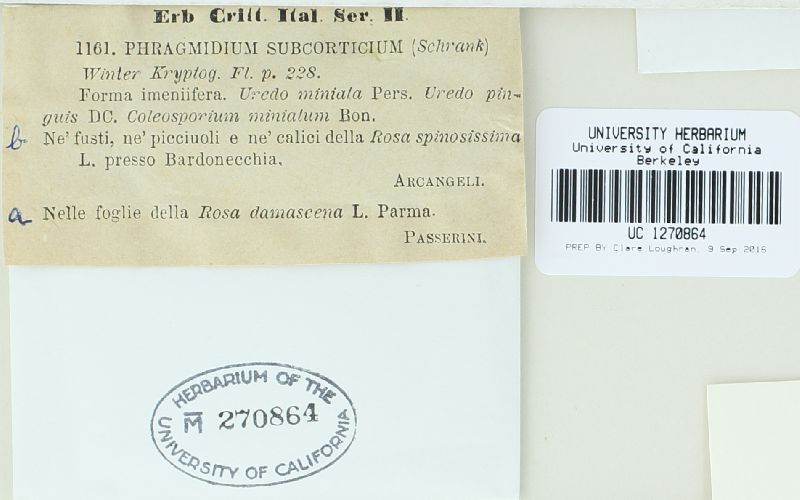 Erb Critt. Ital. Ser. II.
1161. PHRAGMIDIUM SUBCORTICIUM (Schrank)
Winter Kryptog. Fl. p. 228.
Forma imeniifera. Uredo miniata Pers. Uredo pin-
guis DC. Coleosporium miniatum Bon.
b Ne' fusti, ne' picciuoli e ne' calici della Rosa spinosissima
L. presso Bardonecchia.
ARCANGELI.
a Nelle foglie della Rosa damascena L. Parma.
PASSERINI.
UNIVERSITY HERBARIUM
University of California
Berkeley
UC 1270864
PREP BY Clare Loughran, 9 Sep 2016
HERBARIUM OF THE
M 270864
UNIVERSITY OF CALIFORNIA